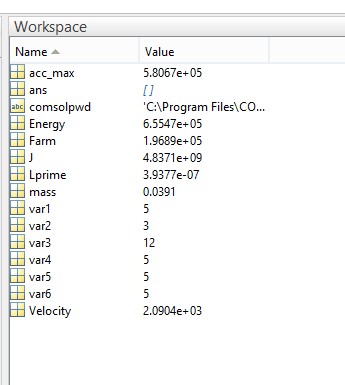 Workspace
Name Value
acc_max 5.8067e+05
ans []
abc comsolpwd 'C:\Program Files\CO...
Energy 6.5547e+05
Farm 1.9689e+05
J 4.8371e+09
Lprime 3.9377e-07
mass 0.0391
var1 5
var2 3
var3 12
var4 5
var5 5
var6 5
Velocity 2.0904e+03